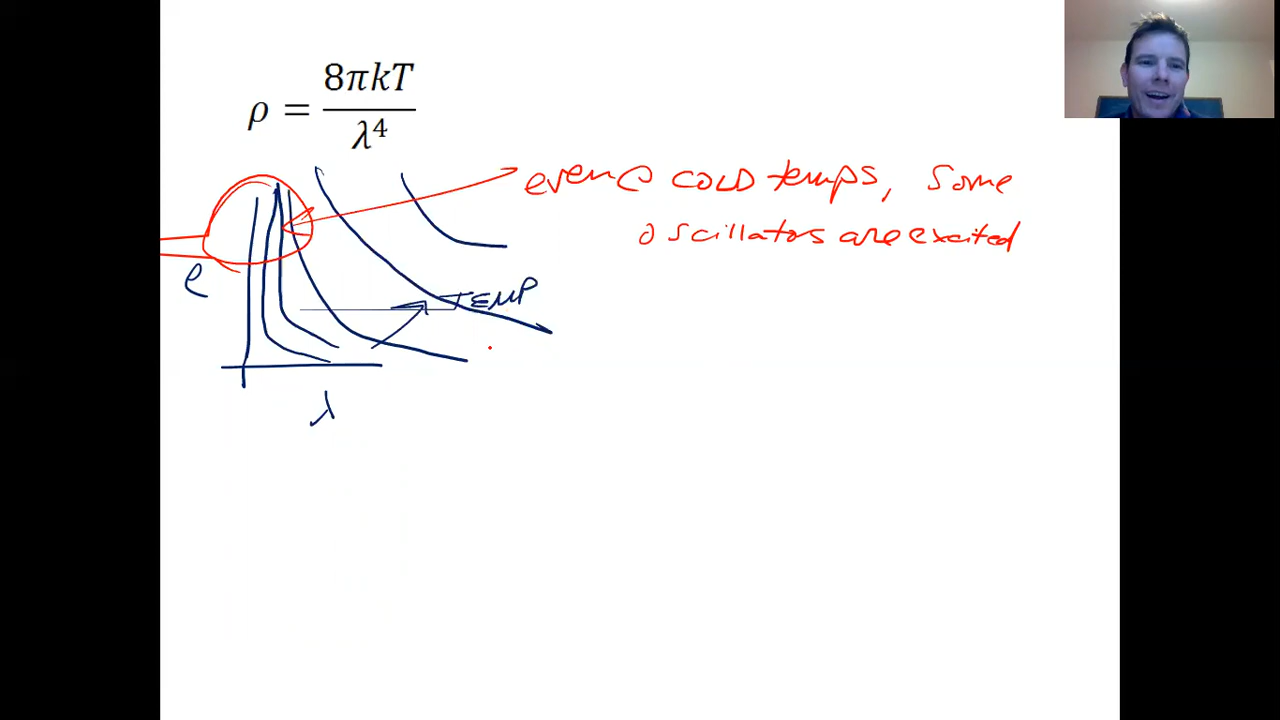 ρ = 8πkT / λ⁴
even @ cold temps, some
oscillators are excited
e
TEMP
λ